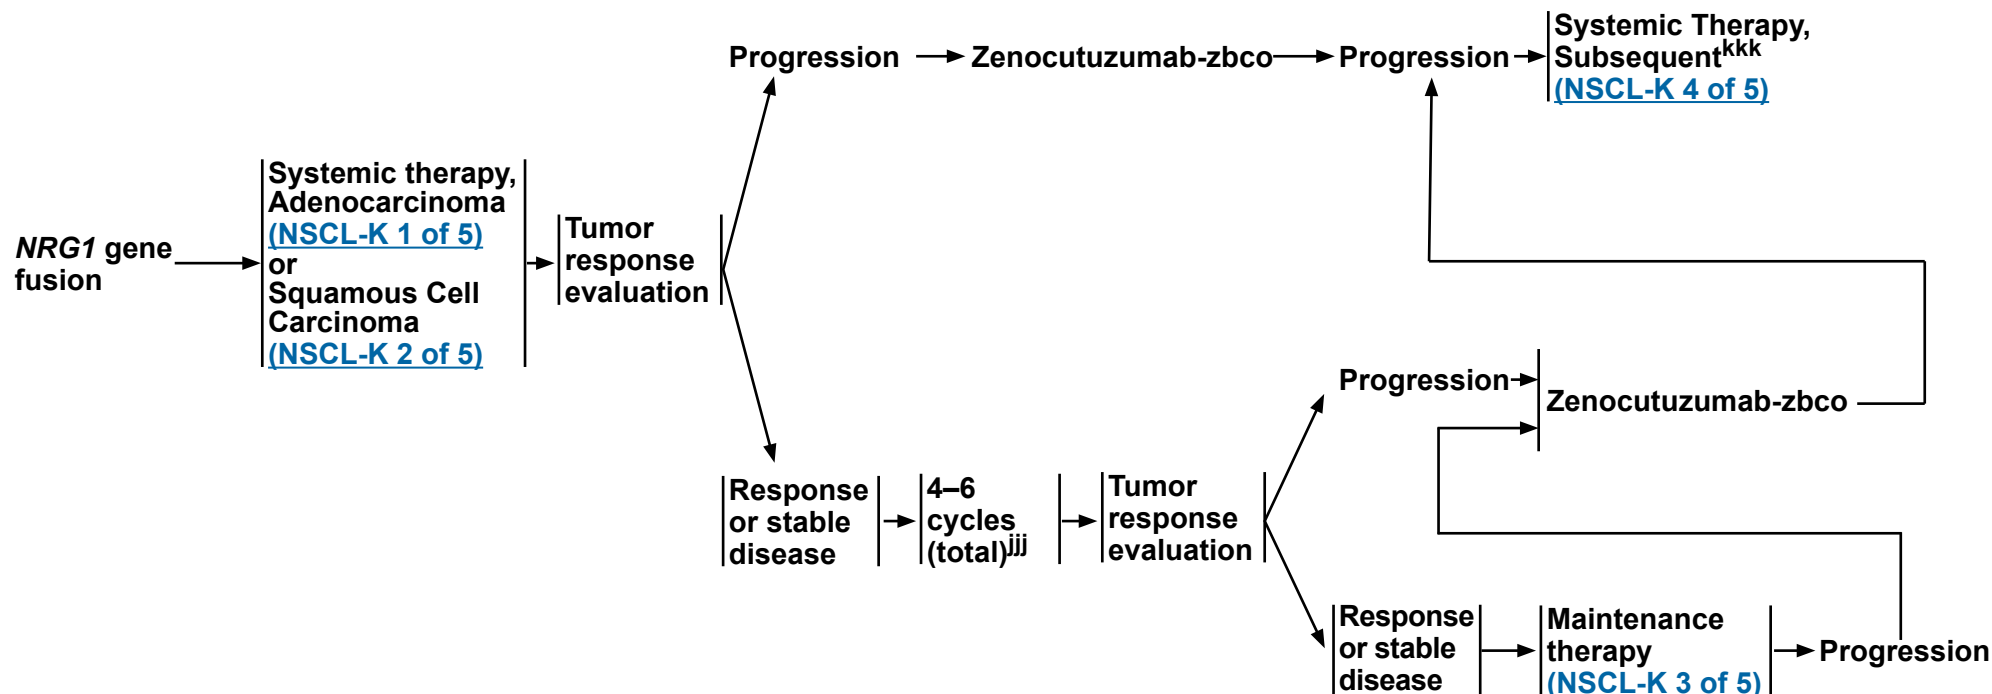 NRG1 gene
fusion
Systemic therapy,
Adenocarcinoma
(NSCL-K 1 of 5)
or
Squamous Cell
Carcinoma
(NSCL-K 2 of 5)
Tumor
response
evaluation
Progression
Zenocutuzumab-zbco
Progression
Systemic Therapy,
Subsequentkkk
(NSCL-K 4 of 5)
Response
or stable
disease
4–6
cycles
(total)jjj
Tumor
response
evaluation
Progression
Zenocutuzumab-zbco
Response
or stable
disease
Maintenance
therapy
(NSCL-K 3 of 5)
Progression